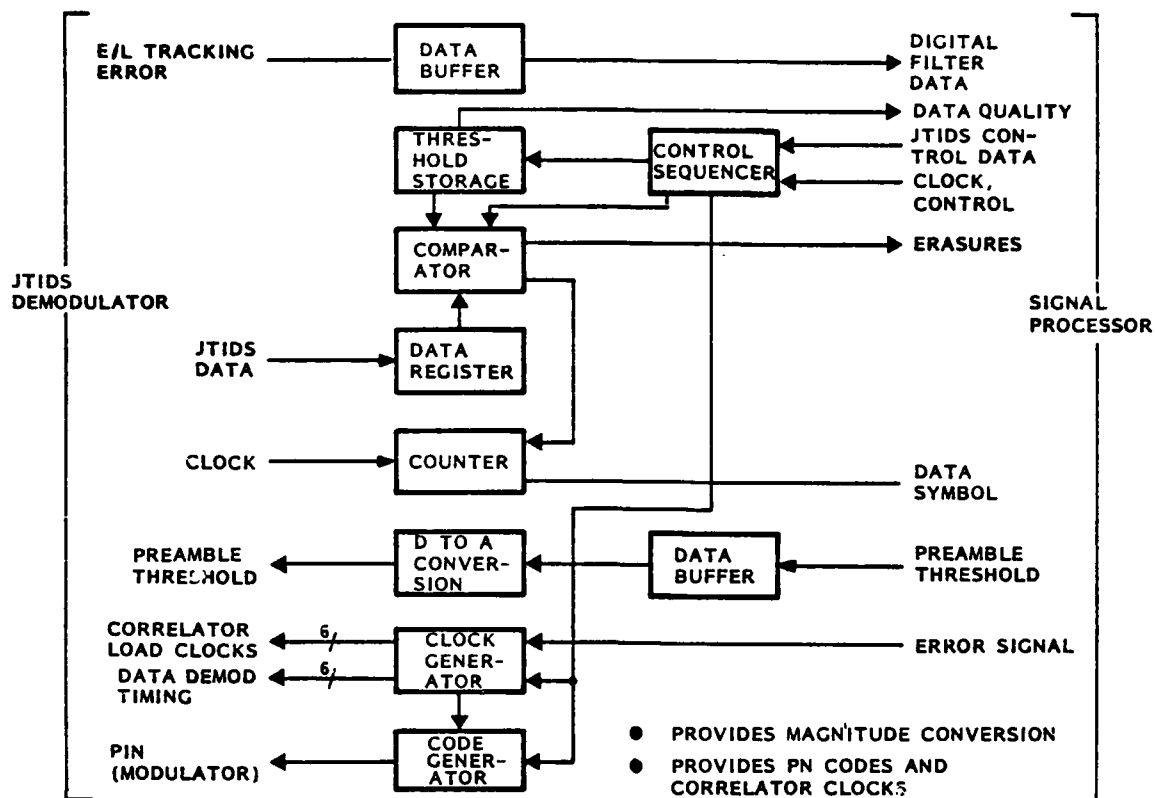 E/L TRACKING
ERROR
DATA
BUFFER
DIGITAL
FILTER
DATA
DATA QUALITY
THRES-
HOLD
STORAGE
CONTROL
SEQUENCER
JTIDS CON-
TROL DATA
CLOCK,
CONTROL
COMPAR-
ATOR
ERASURES
JTIDS
DEMODULATOR
SIGNAL
PROCESSOR
JTIDS
DATA
DATA
REGISTER
CLOCK
COUNTER
DATA
SYMBOL
PREAMBLE
THRESHOLD
D TO A
CONVER-
SION
DATA
BUFFER
PREAMBLE
THRESHOLD
CORRELATOR
LOAD CLOCKS
6/
DATA DEMOD
TIMING
6/
CLOCK
GENER-
ATOR
ERROR SIGNAL
PIN
(MODULATOR)
CODE
GENER-
ATOR
● PROVIDES MAGNITUDE CONVERSION
● PROVIDES PN CODES AND
CORRELATOR CLOCKS